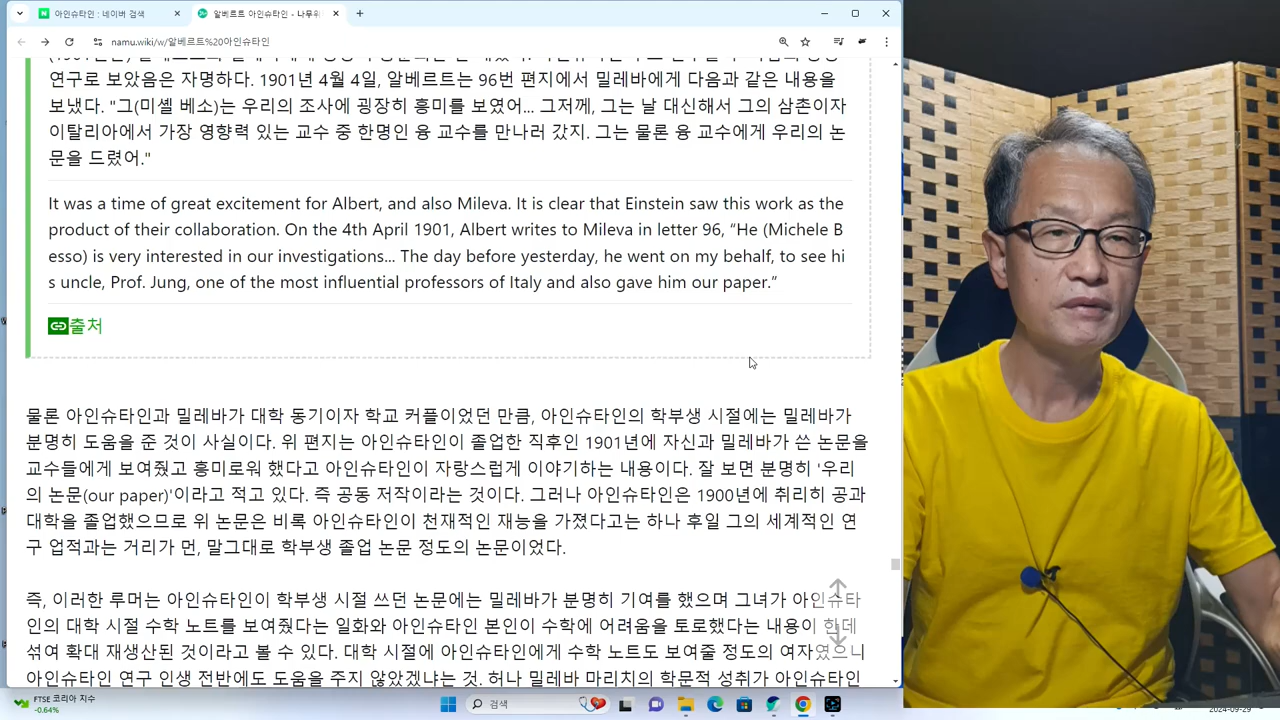 아인슈타인 : 네이버 검색
알베르트 아인슈타인 - 나무위
namu.wiki/w/알베르트%20아인슈타인
연구로 보았음은 자명하다. 1901년 4월 4일, 알베르트는 96번 편지에서 밀레바에게 다음과 같은 내용을
보냈다. "그(미셸 베소)는 우리의 조사에 굉장히 흥미를 보였어... 그저께, 그는 날 대신해서 그의 삼촌이자
이탈리아에서 가장 영향력 있는 교수 중 한명인 융 교수를 만나러 갔지. 그는 물론 융 교수에게 우리의 논
문을 드렸어."
It was a time of great excitement for Albert, and also Mileva. It is clear that Einstein saw this work as the
product of their collaboration. On the 4th April 1901, Albert writes to Mileva in letter 96, “He (Michele B
esso) is very interested in our investigations... The day before yesterday, he went on my behalf, to see hi
s uncle, Prof. Jung, one of the most influential professors of Italy and also gave him our paper.”
출처
물론 아인슈타인과 밀레바가 대학 동기이자 학교 커플이었던 만큼, 아인슈타인의 학부생 시절에는 밀레바가
분명히 도움을 준 것이 사실이다. 위 편지는 아인슈타인이 졸업한 직후인 1901년에 자신과 밀레바가 쓴 논문을
교수들에게 보여줬고 흥미로워 했다고 아인슈타인이 자랑스럽게 이야기하는 내용이다. 잘 보면 분명히 '우리
의 논문(our paper)'이라고 적고 있다. 즉 공동 저작이라는 것이다. 그러나 아인슈타인은 1900년에 취리히 공과
대학을 졸업했으므로 위 논문은 비록 아인슈타인이 천재적인 재능을 가졌다고는 하나 후일 그의 세계적인 연
구 업적과는 거리가 먼, 말그대로 학부생 졸업 논문 정도의 논문이었다.
즉, 이러한 루머는 아인슈타인이 학부생 시절 쓰던 논문에는 밀레바가 분명히 기여를 했으며 그녀가 아인슈타
인의 대학 시절 수학 노트를 보여줬다는 일화와 아인슈타인 본인이 수학에 어려움을 토로했다는 내용이 한데
섞여 확대 재생산된 것이라고 볼 수 있다. 대학 시절에 아인슈타인에게 수학 노트도 보여줄 정도의 여자였으니
아인슈타인 연구 인생 전반에도 도움을 주지 않았겠냐는 것. 허나 밀레바 마리치의 학문적 성취가 아인슈타인
FTSE 코리아 지수
-0.64%
검색
2024-09-29